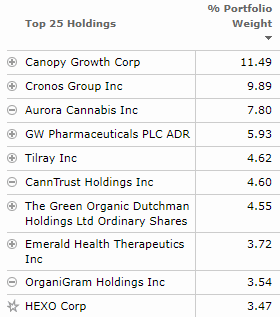 Top 25 Holdings % Portfolio Weight
Canopy Growth Corp 11.49
Cronos Group Inc 9.89
Aurora Cannabis Inc 7.80
GW Pharmaceuticals PLC ADR 5.93
Tilray Inc 4.62
CannTrust Holdings Inc 4.60
The Green Organic Dutchman 4.55
Holdings Ltd Ordinary Shares
Emerald Health Therapeutics 3.72
Inc
OrganiGram Holdings Inc 3.54
HEXO Corp 3.47